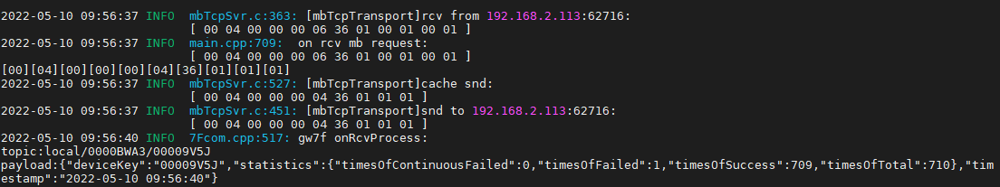 2022-05-10 09:56:37 INFO  mbTcpSvr.c:363: [mbTcpTransport]rcv from 192.168.2.113:62716:
[ 00 04 00 00 00 06 36 01 00 01 00 01 ]
2022-05-10 09:56:37 INFO  main.cpp:709:  on rcv mb request:
[ 00 04 00 00 00 06 36 01 00 01 00 01 ]
[00][04][00][00][00][04][36][01][01][01]
2022-05-10 09:56:37 INFO  mbTcpSvr.c:527: [mbTcpTransport]cache snd:
[ 00 04 00 00 00 04 36 01 01 01 ]
2022-05-10 09:56:37 INFO  mbTcpSvr.c:451: [mbTcpTransport]snd to 192.168.2.113:62716:
[ 00 04 00 00 00 04 36 01 01 01 ]
2022-05-10 09:56:40 INFO  7Fcom.cpp:517: gw7f onRcvProcess:
topic:local/0000BWA3/00009V5J
payload:{"deviceKey":"00009V5J","statistics":{"timesOfContinuousFailed":0,"timesOfFailed":1,"timesOfSuccess":709,"timesOfTotal":710},"tim
estamp":"2022-05-10 09:56:40"}